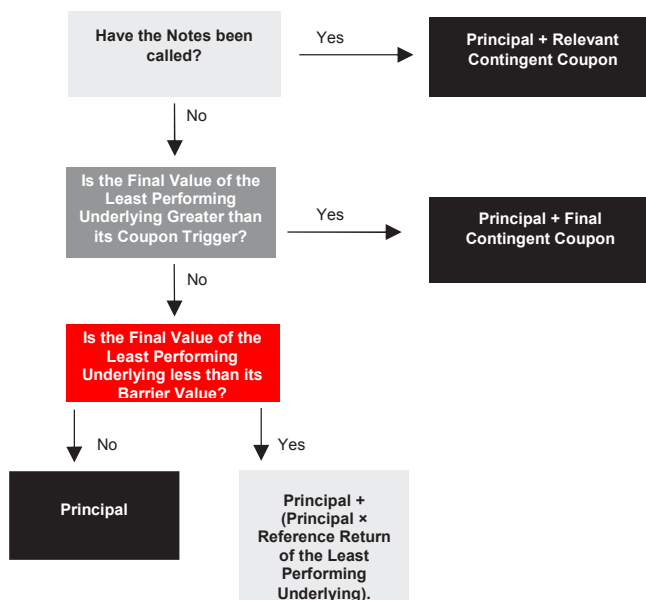 Have the Notes been
called?
Yes
Principal + Relevant
Contingent Coupon
No
Is the Final Value of the
Least Performing
Underlying Greater than
its Coupon Trigger?
Yes
Principal + Final
Contingent Coupon
No
Is the Final Value of the
Least Performing
Underlying less than its
Barrier Value?
No
Yes
Principal
Principal +
(Principal ×
Reference Return
of the Least
Performing
Underlying).